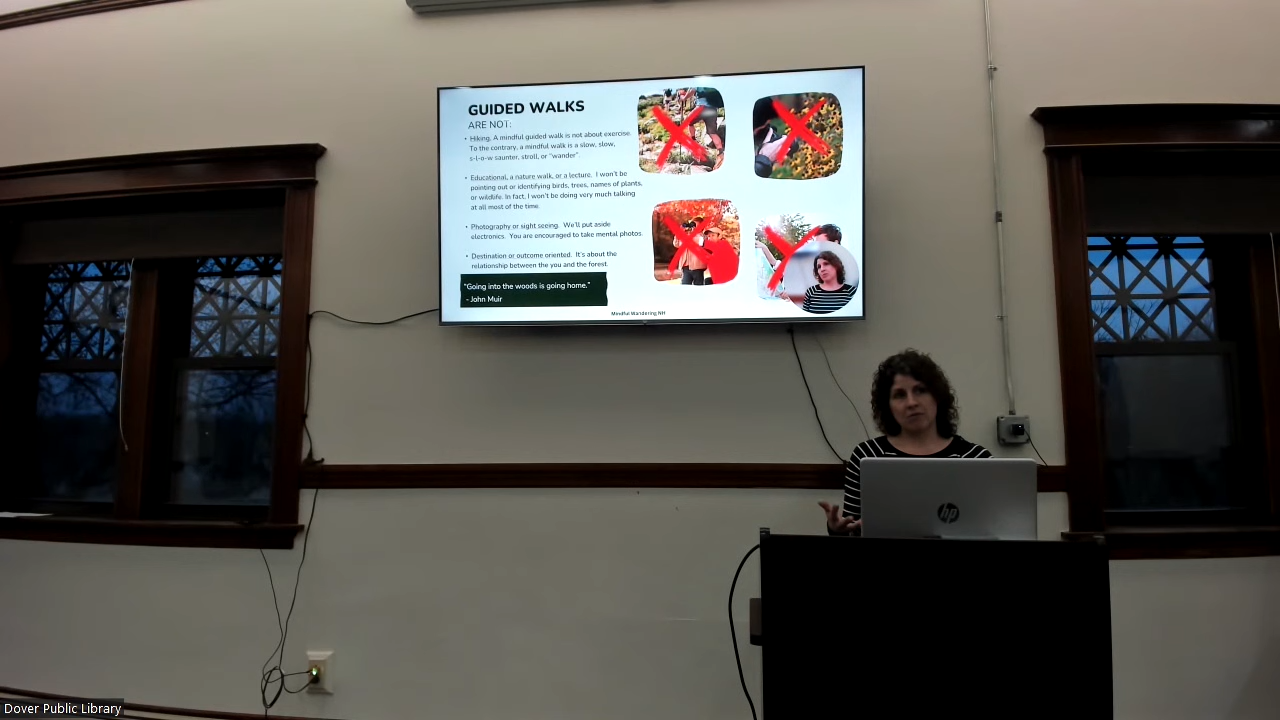 GUIDED WALKS
ARE NOT:
• Hiking. A mindful guided walk is not about exercise.
To the contrary, a mindful walk is a slow, slow,
s-l-o-w saunter, stroll, or "wander".
• Educational, a nature walk, or a lecture. I won't be
pointing out or identifying birds, trees, names of plants,
or wildlife. In fact, I won't be doing very much talking
at all most of the time.
• Photography or sight seeing. We'll put aside
electronics. You are encouraged to take mental photos.
• Destination or outcome oriented. It's about the
relationship between the you and the forest.
"Going into the woods is going home."
- John Muir
Mindful Wandering NH
hp
Dover Public Library